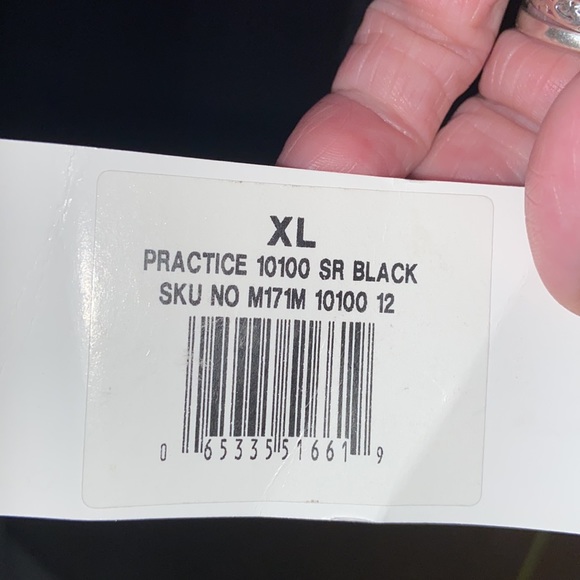 XL
PRACTICE 10100 SR BLACK
SKU NO M171M 10100 12
0 65335 51661 9